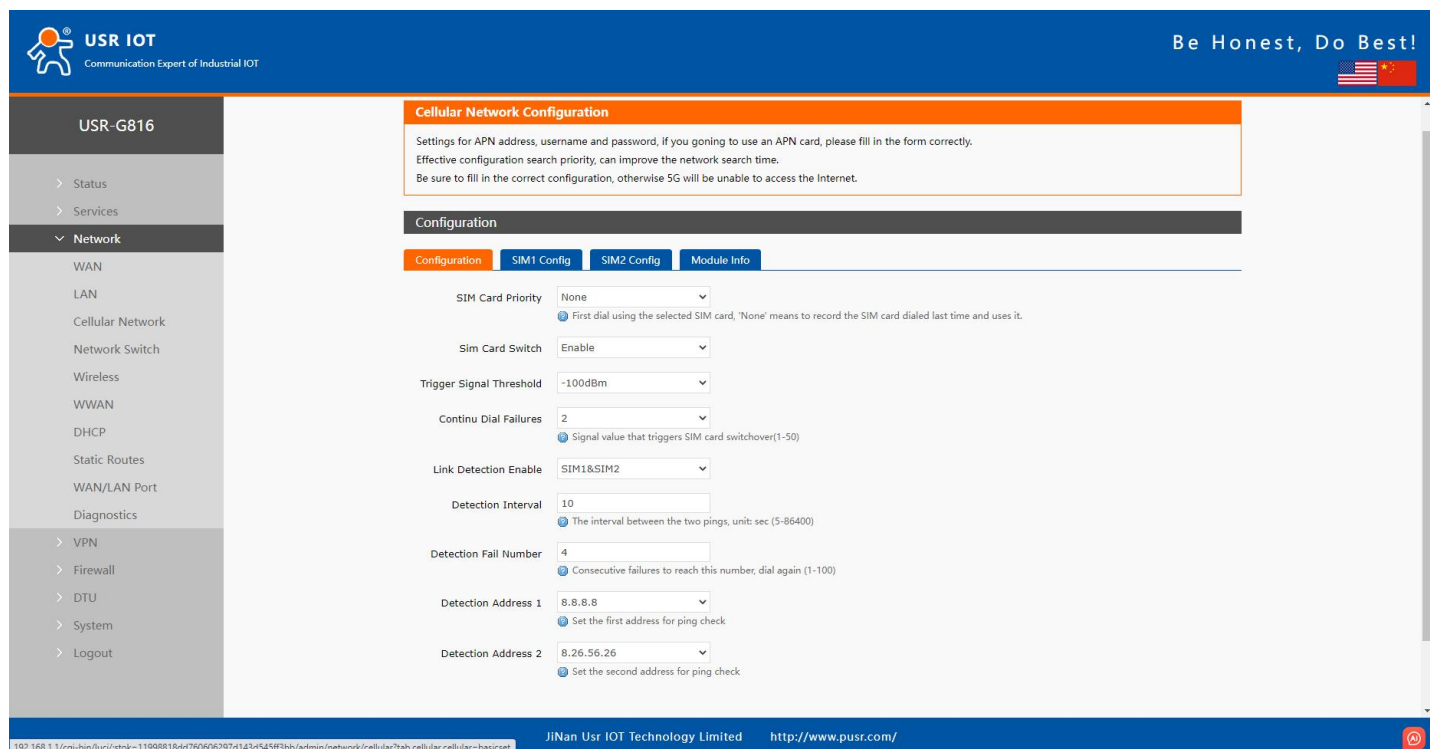 USR IOT
Communication Expert of Industrial IOT
Be Honest, Do Best!
USR-G816
Status
Services
Network
WAN
LAN
Cellular Network
Network Switch
Wireless
WWAN
DHCP
Static Routes
WAN/LAN Port
Diagnostics
VPN
Firewall
DTU
System
Logout
Cellular Network Configuration
Settings for APN address, username and password, if you goning to use an APN card, please fill in the form correctly.
Effective configuration search priority, can improve the network search time.
Be sure to fill in the correct configuration, otherwise 5G will be unable to access the Internet.
Configuration
Configuration SIM1 Config SIM2 Config Module Info
SIM Card Priority None
First dial using the selected SIM card, 'None' means to record the SIM card dialed last time and uses it.
Sim Card Switch Enable
Trigger Signal Threshold -100dBm
Continu Dial Failures 2
Signal value that triggers SIM card switchover(1-50)
Link Detection Enable SIM1&SIM2
Detection Interval 10
The interval between the two pings, unit: sec (5-86400)
Detection Fail Number 4
Consecutive failures to reach this number, dial again (1-100)
Detection Address 1 8.8.8.8
Set the first address for ping check
Detection Address 2 8.26.56.26
Set the second address for ping check
JiNan Usr IOT Technology Limited http://www.pusr.com/